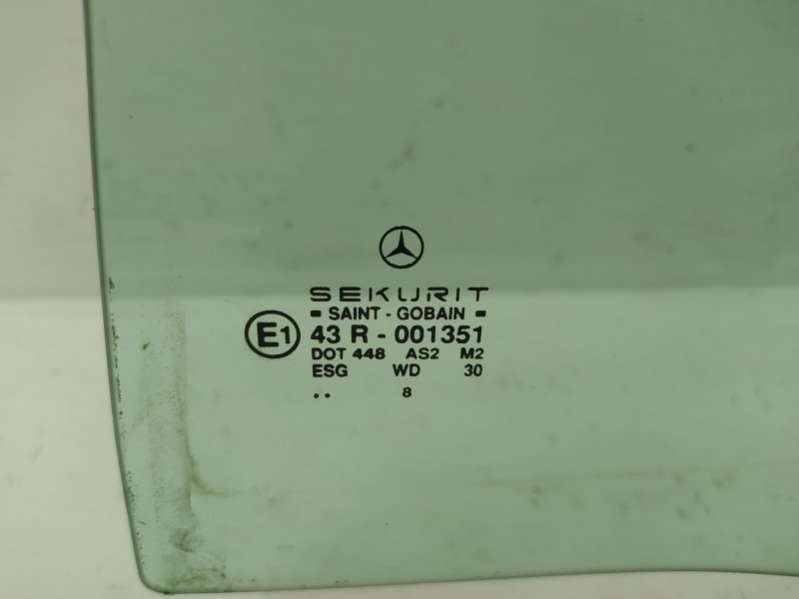 SEKURIT
- SAINT - GOBAIN -
E1 43 R - 001351
DOT 448 AS2 M2
ESG WD 30
.. 8